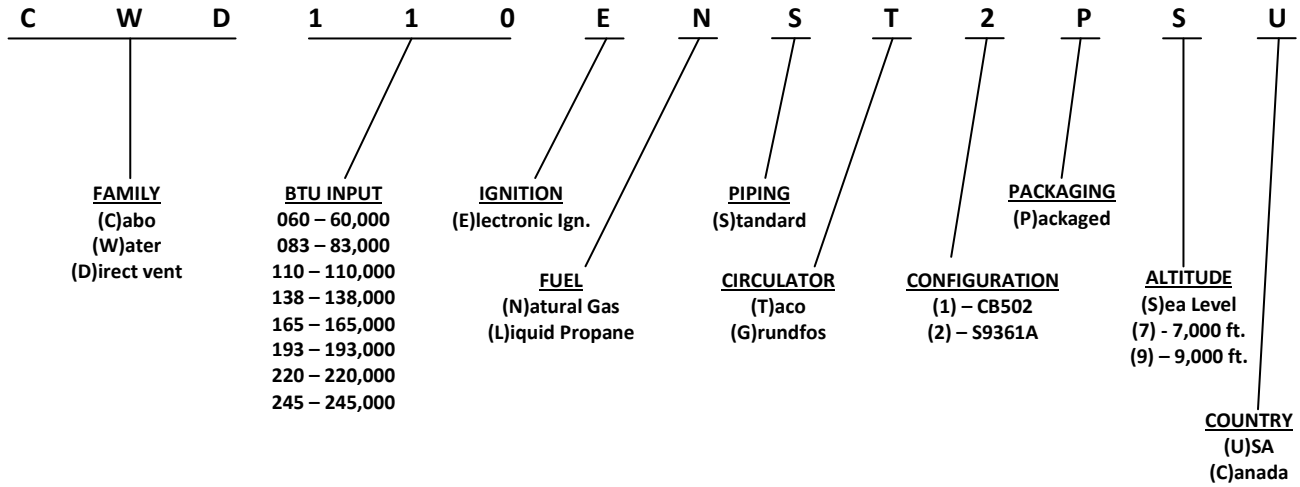 C W D 1 1 0 E N S T 2 P S U
FAMILY
(C)abo
(W)ater
(D)irect vent
BTU INPUT
060 – 60,000
083 – 83,000
110 – 110,000
138 – 138,000
165 – 165,000
193 – 193,000
220 – 220,000
245 – 245,000
IGNITION
(E)lectronic Ign.
FUEL
(N)atural Gas
(L)iquid Propane
PIPING
(S)tandard
CIRCULATOR
(T)aco
(G)rundfos
CONFIGURATION
(1) – CB502
(2) – S9361A
PACKAGING
(P)ackaged
ALTITUDE
(S)ea Level
(7) - 7,000 ft.
(9) – 9,000 ft.
COUNTRY
(U)SA
(C)anada